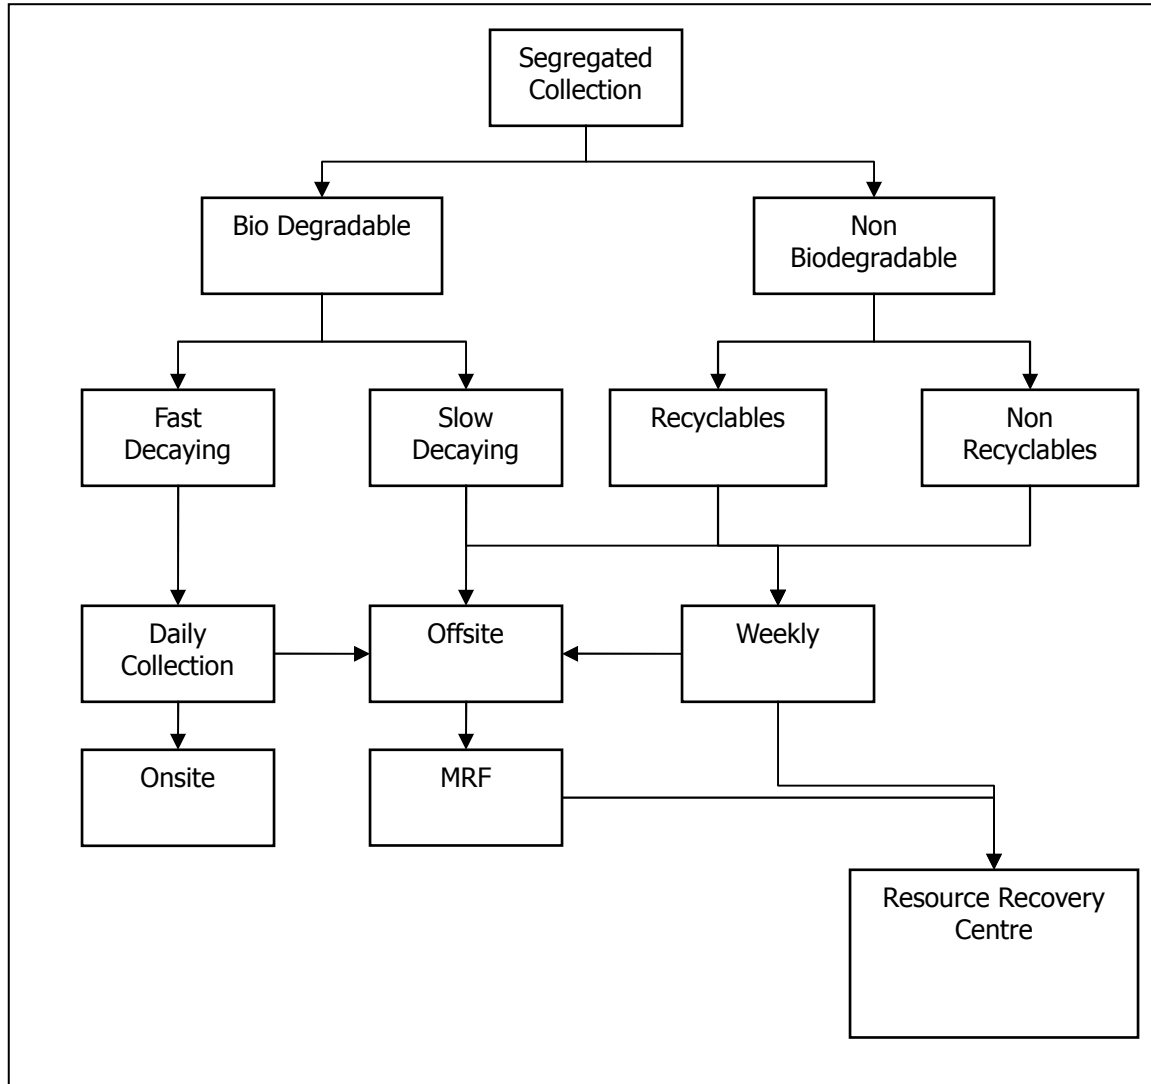 Segregated
Collection
Bio Degradable
Non
Biodegradable
Fast
Decaying
Slow
Decaying
Recyclables
Non
Recyclables
Daily
Collection
Offsite
Weekly
Onsite
MRF
Resource Recovery
Centre